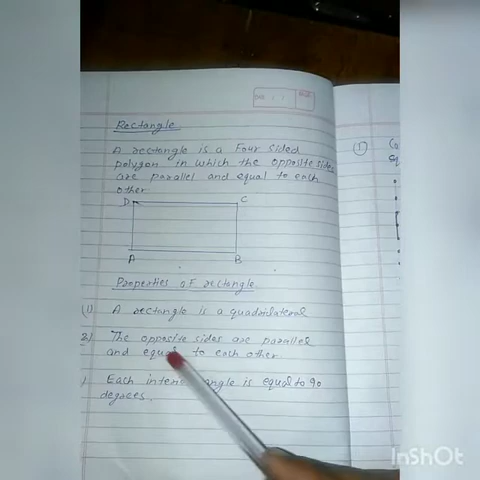 Rectangle
A rectangle is a Four sided
polygon in which the opposite sides
are parallel and equal to each
other
D C
A B
Properties of rectangle
(1) A rectangle is a quadrilateral
2) The opposite sides are parallel
and equal to each other
) Each angle is equal to 90
degrees.
(1)
InShOt